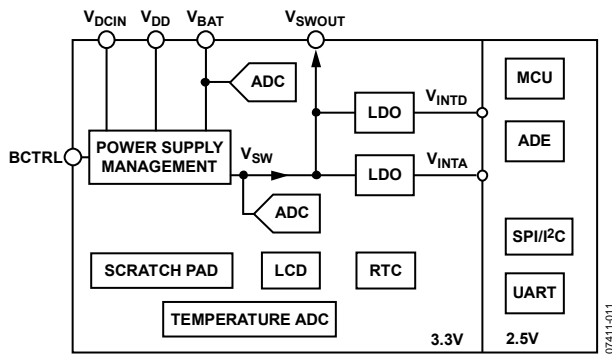 VDCIN VDD VBAT VSWOUT
ADC
MCU
LDO VINTD
ADE
BCTRL
POWER SUPPLY
MANAGEMENT
VSW
LDO VINTA
ADC
SPI/I2C
SCRATCH PAD LCD RTC
UART
TEMPERATURE ADC
3.3V 2.5V
07411-011